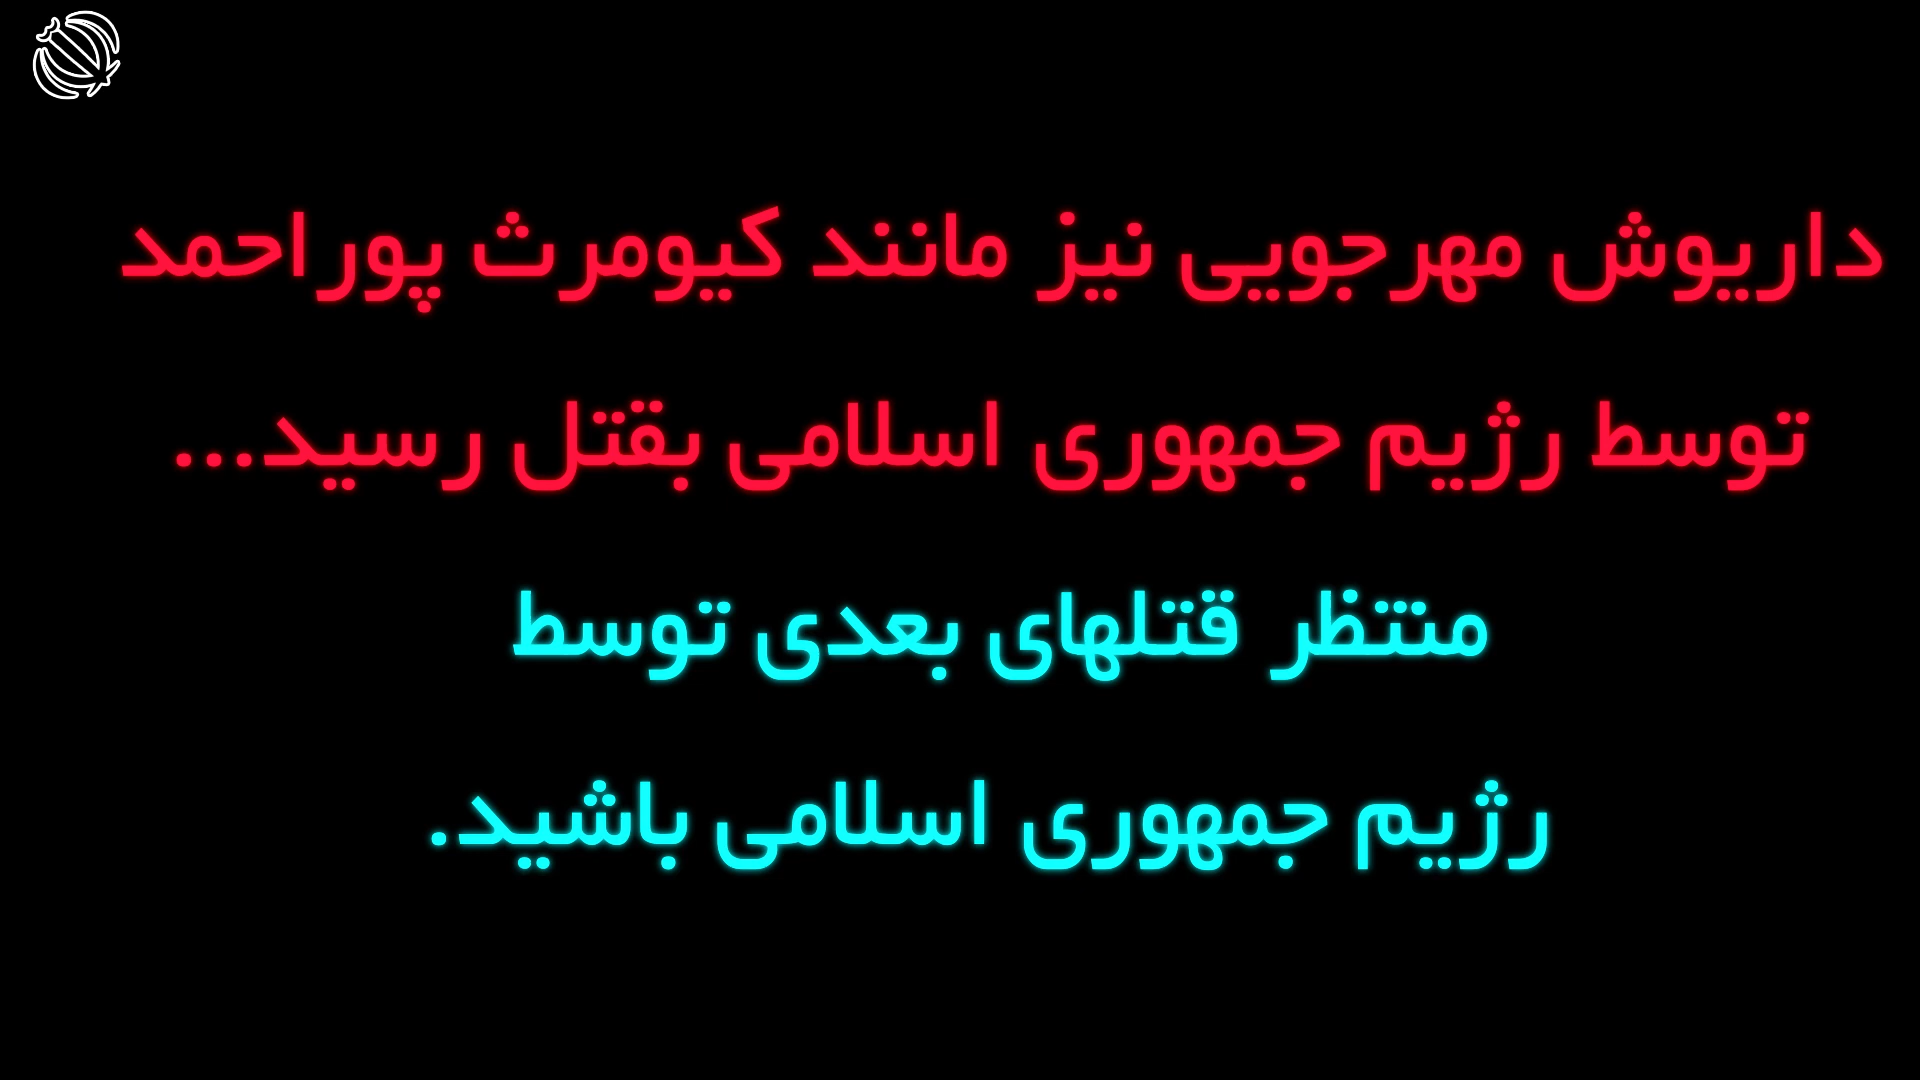 داریوش مهرجویی نیز مانند کیومرث پوراحمد
توسط رژیم جمهوری اسلامی بقتل رسید...
منتظر قتلهای بعدی توسط
رژیم جمهوری اسلامی باشید.